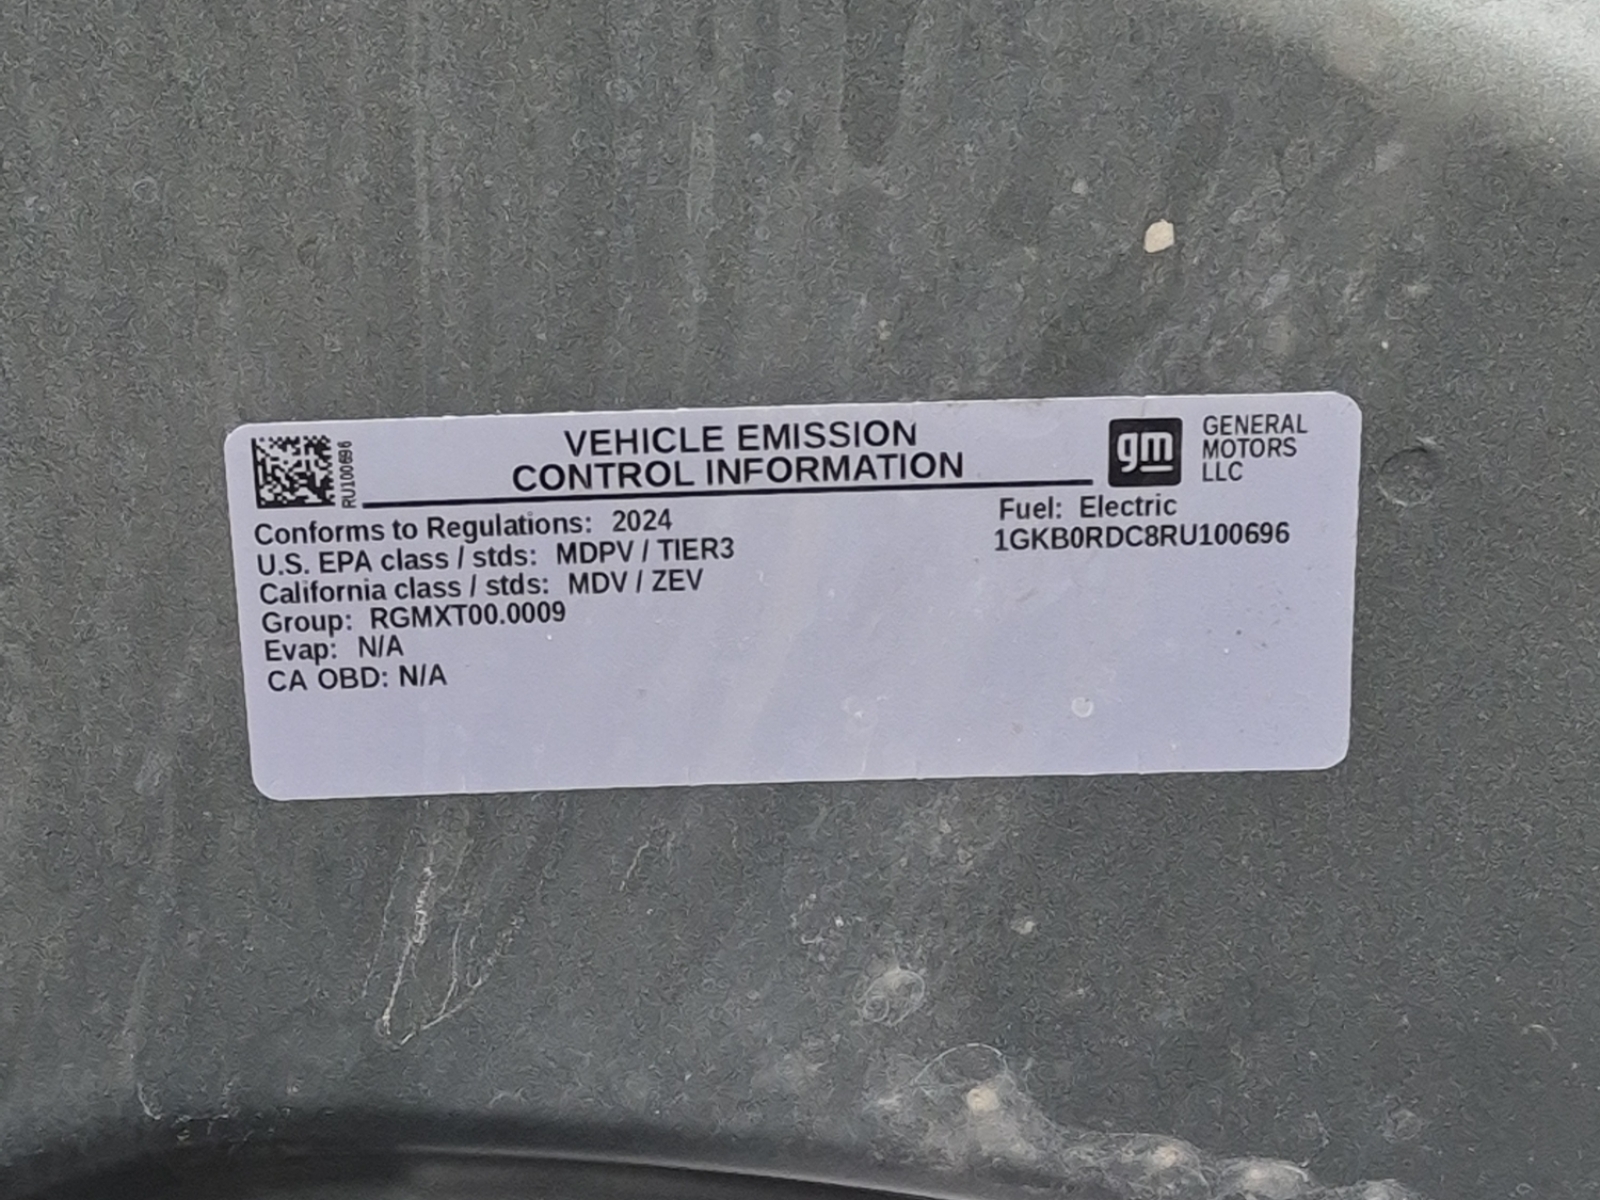 VEHICLE EMISSION
CONTROL INFORMATION
gm
GENERAL
MOTORS
LLC
RU100696
Conforms to Regulations: 2024
U.S. EPA class / stds: MDPV / TIER3
California class / stds: MDV / ZEV
Group: RGMXT00.0009
Evap: N/A
CA OBD: N/A
Fuel: Electric
1GKB0RDC8RU100696